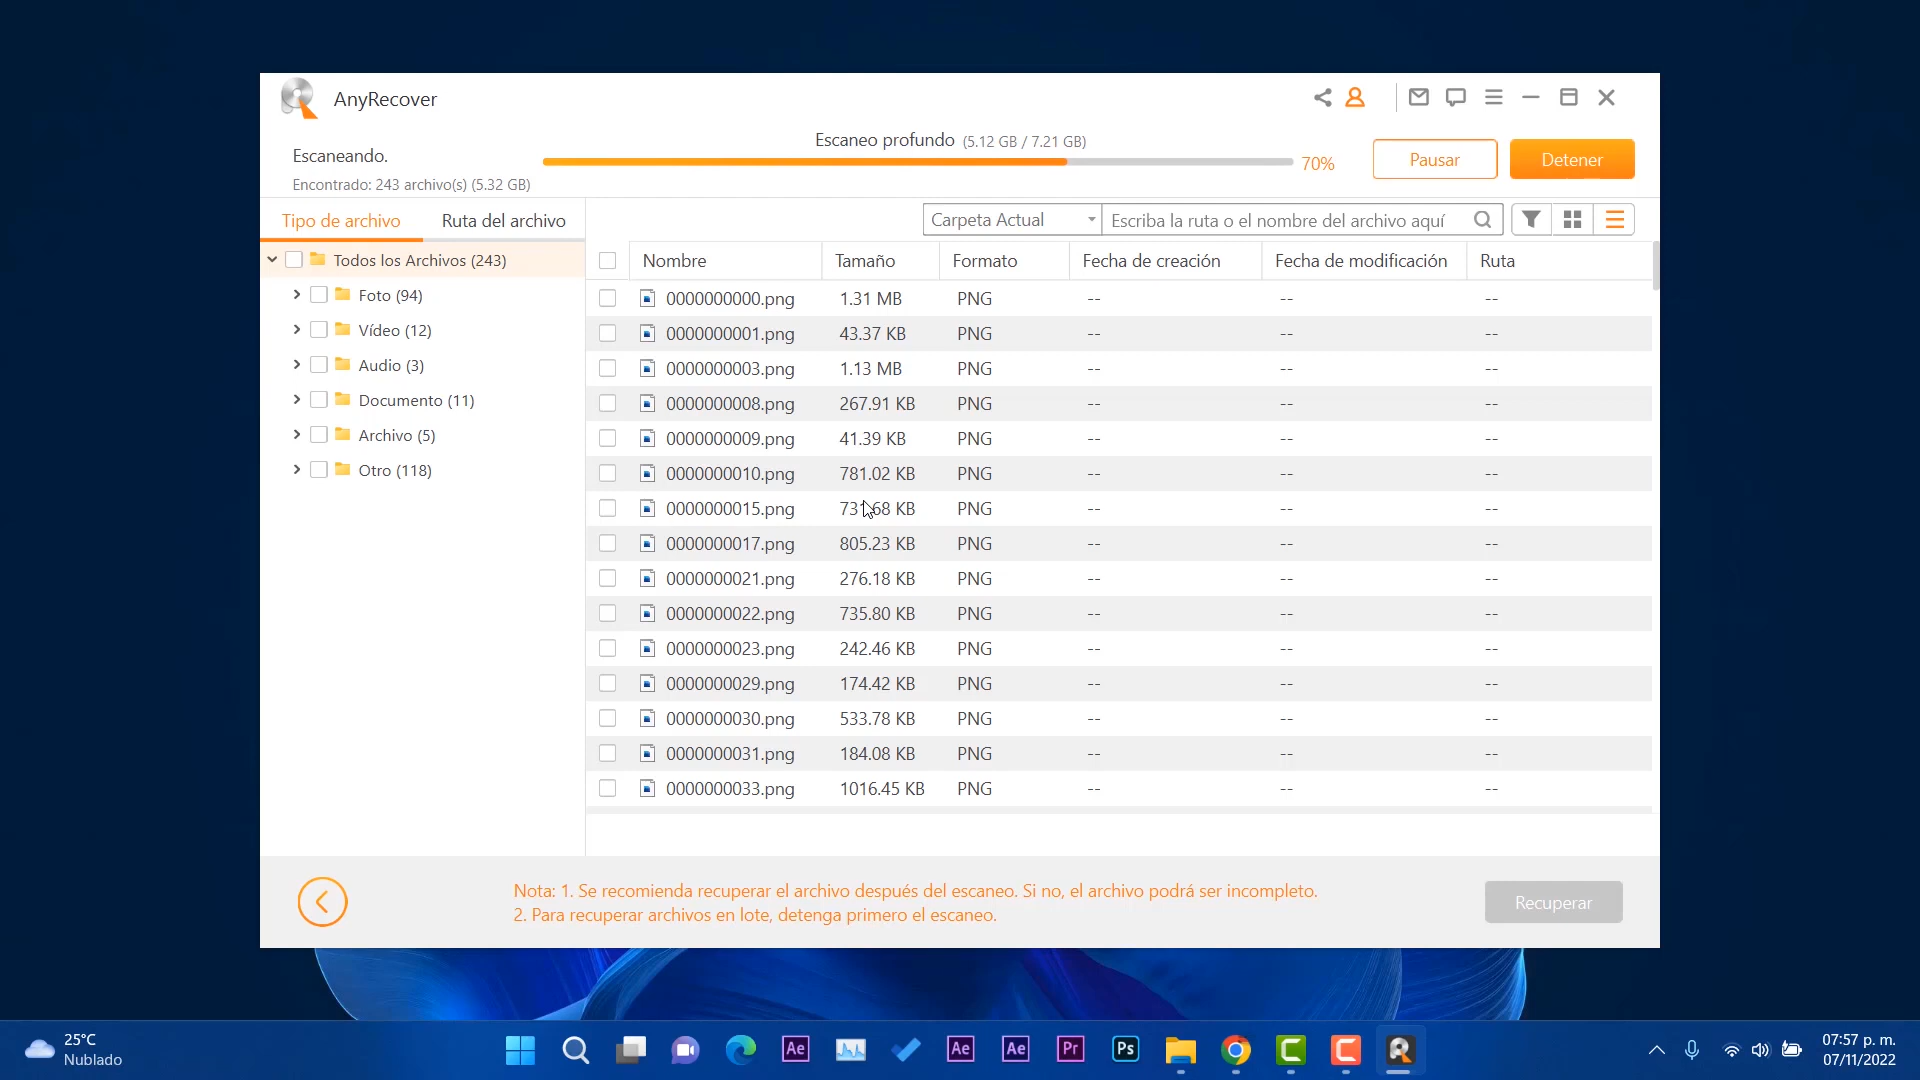 AnyRecover
Escaneo profundo (5.12 GB / 7.21 GB)
Escaneando.
70%
Pausar
Detener
Encontrado: 243 archivo(s) (5.32 GB)
Tipo de archivo
Ruta del archivo
Carpeta Actual
Escriba la ruta o el nombre del archivo aquí
Todos los Archivos (243)
Foto (94)
Vídeo (12)
Audio (3)
Documento (11)
Archivo (5)
Otro (118)
Nombre Tamaño Formato Fecha de creación Fecha de modificación Ruta
0000000000.png 1.31 MB PNG -- -- --
0000000001.png 43.37 KB PNG -- -- --
0000000003.png 1.13 MB PNG -- -- --
0000000008.png 267.91 KB PNG -- -- --
0000000009.png 41.39 KB PNG -- -- --
0000000010.png 781.02 KB PNG -- -- --
0000000015.png KB PNG -- -- --
0000000017.png 805.23 KB PNG -- -- --
0000000021.png 276.18 KB PNG -- -- --
0000000022.png 735.80 KB PNG -- -- --
0000000023.png 242.46 KB PNG -- -- --
0000000029.png 174.42 KB PNG -- -- --
0000000030.png 533.78 KB PNG -- -- --
0000000031.png 184.08 KB PNG -- -- --
0000000033.png 1016.45 KB PNG -- -- --
Nota: 1. Se recomienda recuperar el archivo después del escaneo. Si no, el archivo podrá ser incompleto.
2. Para recuperar archivos en lote, detenga primero el escaneo.
Recuperar
25°C
Nublado
Ae
Ae
Ae
Pr
Ps
07:57 p. m.
07/11/2022